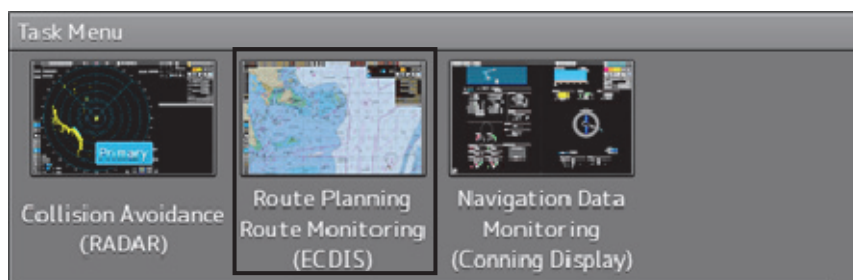 Task Menu
Primary
Collision Avoidance
(RADAR)
Route Planning
Route Monitoring
(ECDIS)
Navigation Data
Monitoring
(Conning Display)